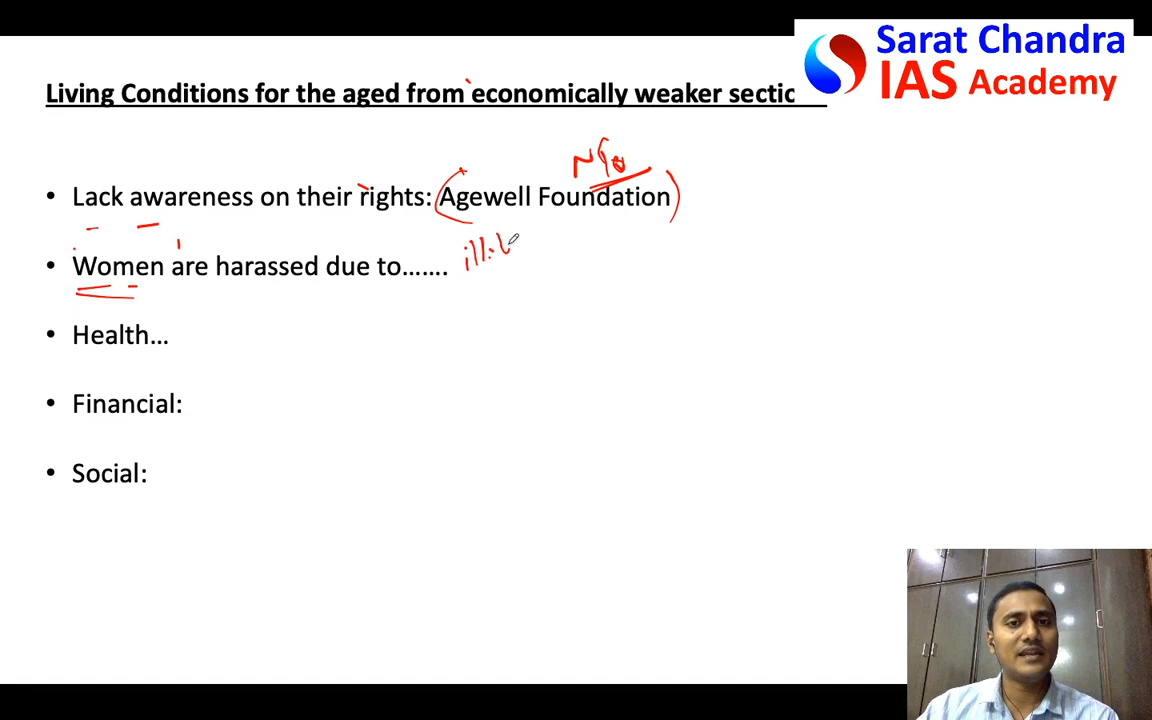 Sarat Chandra
IAS Academy
Living Conditions for the aged from economically weaker sectio
NGO
• Lack awareness on their rights: (Agewell Foundation)
• Women are harassed due to.......
• Health...
• Financial:
• Social: